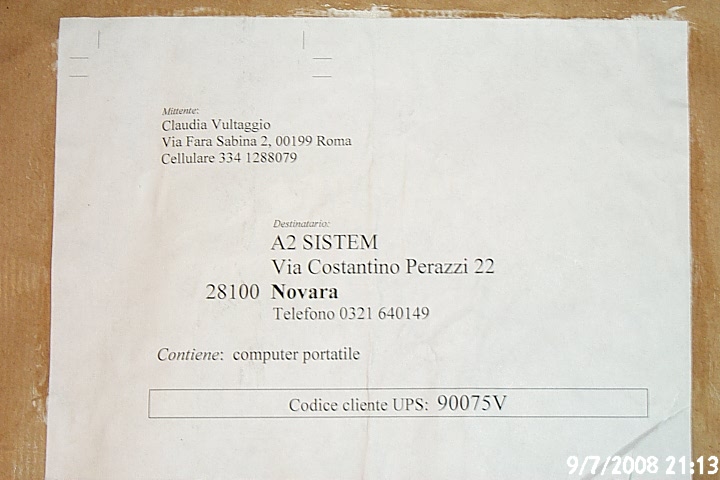 Mittente:
Claudia Vultaggio
Via Fara Sabina 2, 00199 Roma
Cellulare 334 1288079
Destinatario:
A2 SISTEM
Via Costantino Perazzi 22
28100 Novara
Telefono 0321 640149
Contiene: computer portatile
Codice cliente UPS: 90075V
9/7/2008 21:13